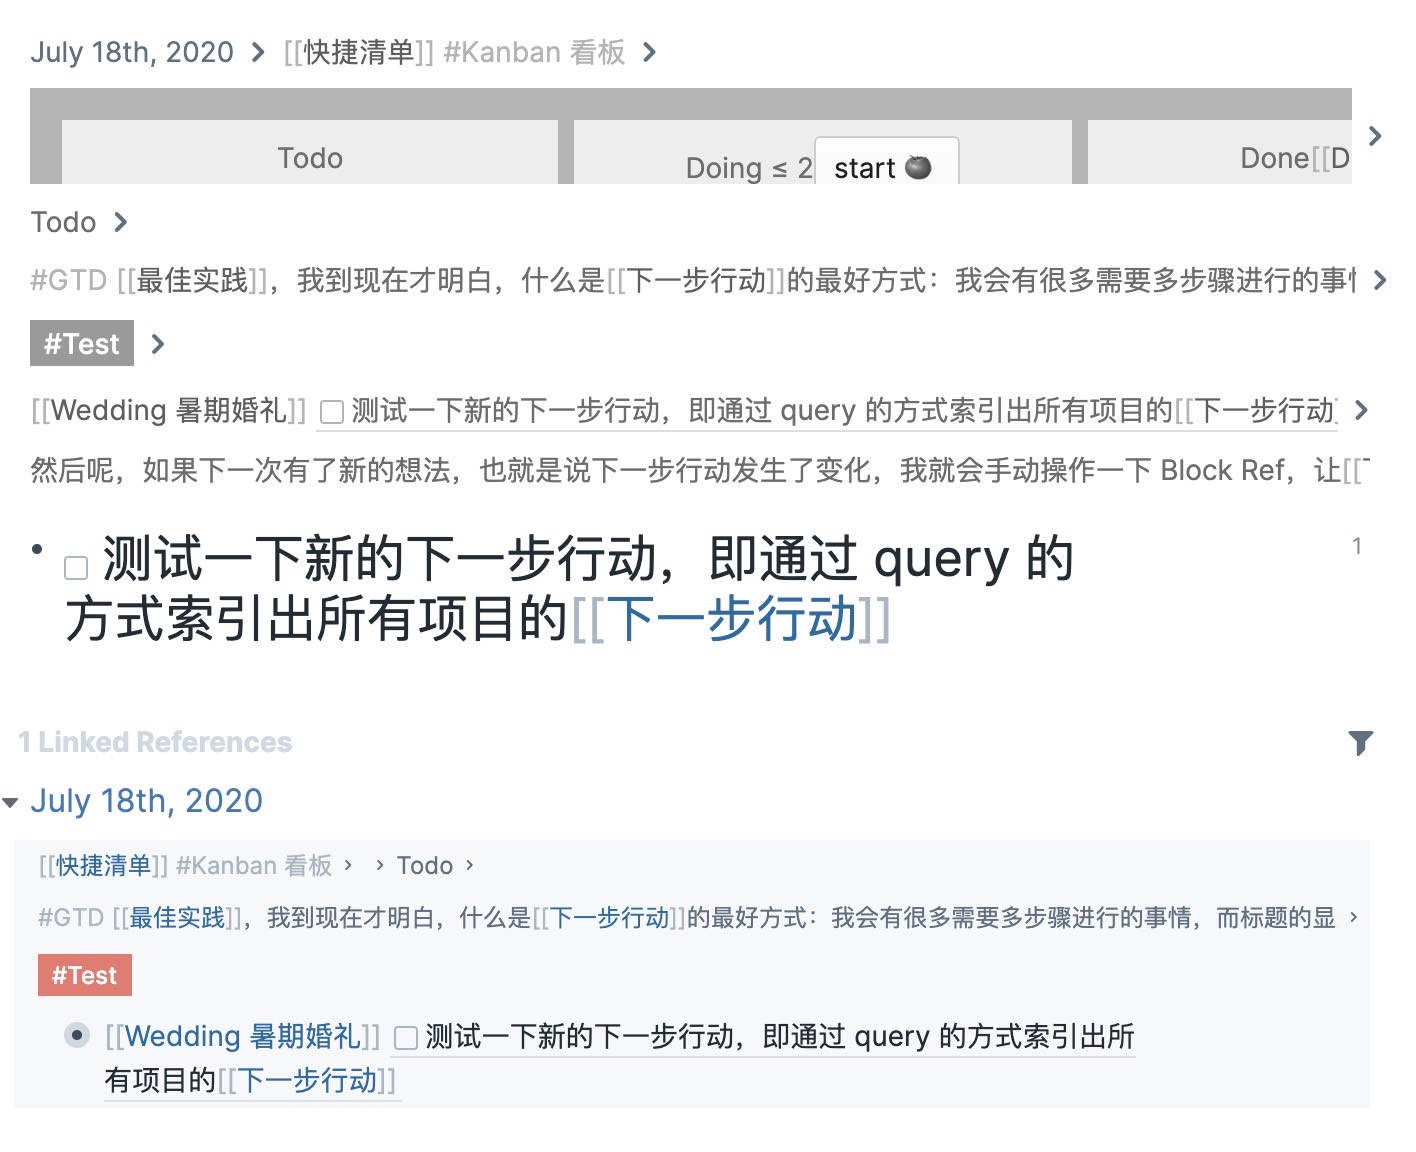 July 18th, 2020 > [[快捷清单]] #Kanban 看板 >
Todo
Doing ≤ 2 start 🍅
Done[[D
>
Todo >
#GTD [[最佳实践]]，我到现在才明白，什么是[[下一步行动]]的最好方式：我会有很多需要多步骤进行的事 >
#Test >
[[Wedding 暑期婚礼]] 测试一下新的下一步行动，即通过 query 的方式索引出所有项目的[[下一步行动 >
然后呢，如果下一次有了新的想法，也就是说下一步行动发生了变化，我就会手动操作一下 Block Ref，让[[
• 测试一下新的下一步行动，即通过 query 的
1
方式索引出所有项目的[[下一步行动]]
1 Linked References
July 18th, 2020
[[快捷清单]] #Kanban 看板 > > Todo >
#GTD [[最佳实践]]，我到现在才明白，什么是[[下一步行动]]的最好方式：我会有很多需要多步骤进行的事情，而标题的显 >
#Test
[[Wedding 暑期婚礼]] 测试一下新的下一步行动，即通过 query 的方式索引出所
有项目的[[下一步行动]]